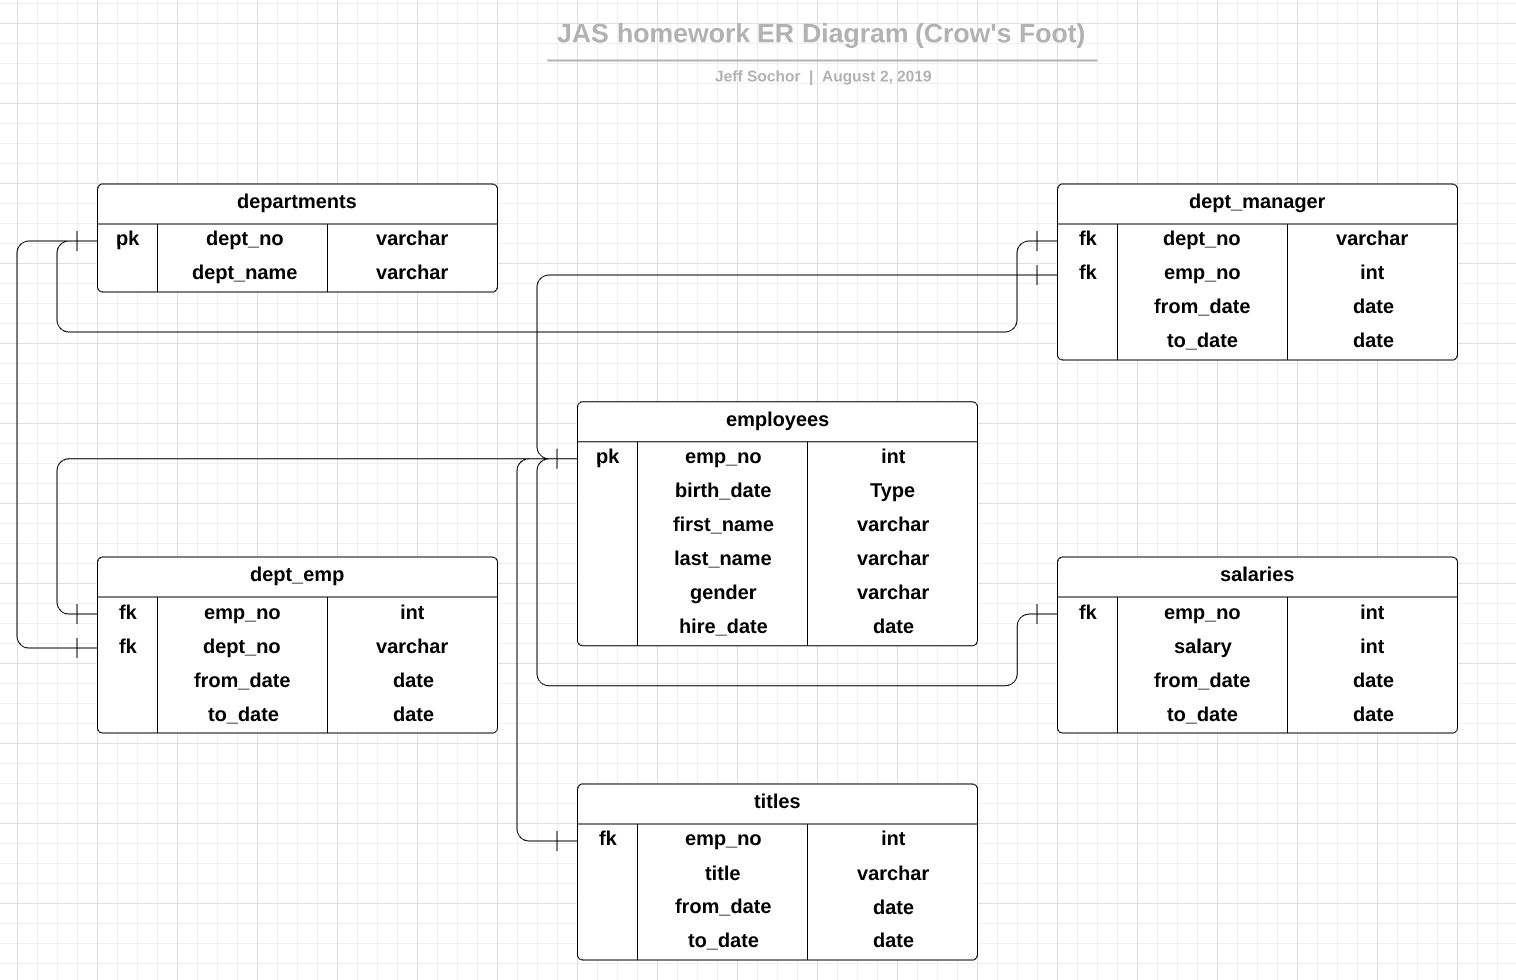 JAS homework ER Diagram (Crow's Foot)
Jeff Sochor | August 2, 2019
departments
pk dept_no varchar
dept_name varchar
dept_manager
fk dept_no varchar
fk emp_no int
from_date date
to_date date
employees
pk emp_no int
birth_date Type
first_name varchar
last_name varchar
gender varchar
hire_date date
dept_emp
fk emp_no int
fk dept_no varchar
from_date date
to_date date
salaries
fk emp_no int
salary int
from_date date
to_date date
titles
fk emp_no int
title varchar
from_date date
to_date date